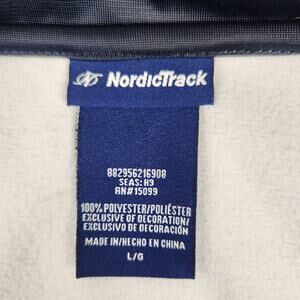 NordicTrack
882956216908
SEAS: H9
RN#15099
100% POLYESTER/POLIÉSTER
EXCLUSIVE OF DECORATION/
EXCLUSIVO DE DECORACIÓN
MADE IN/HECHO EN CHINA
L/G